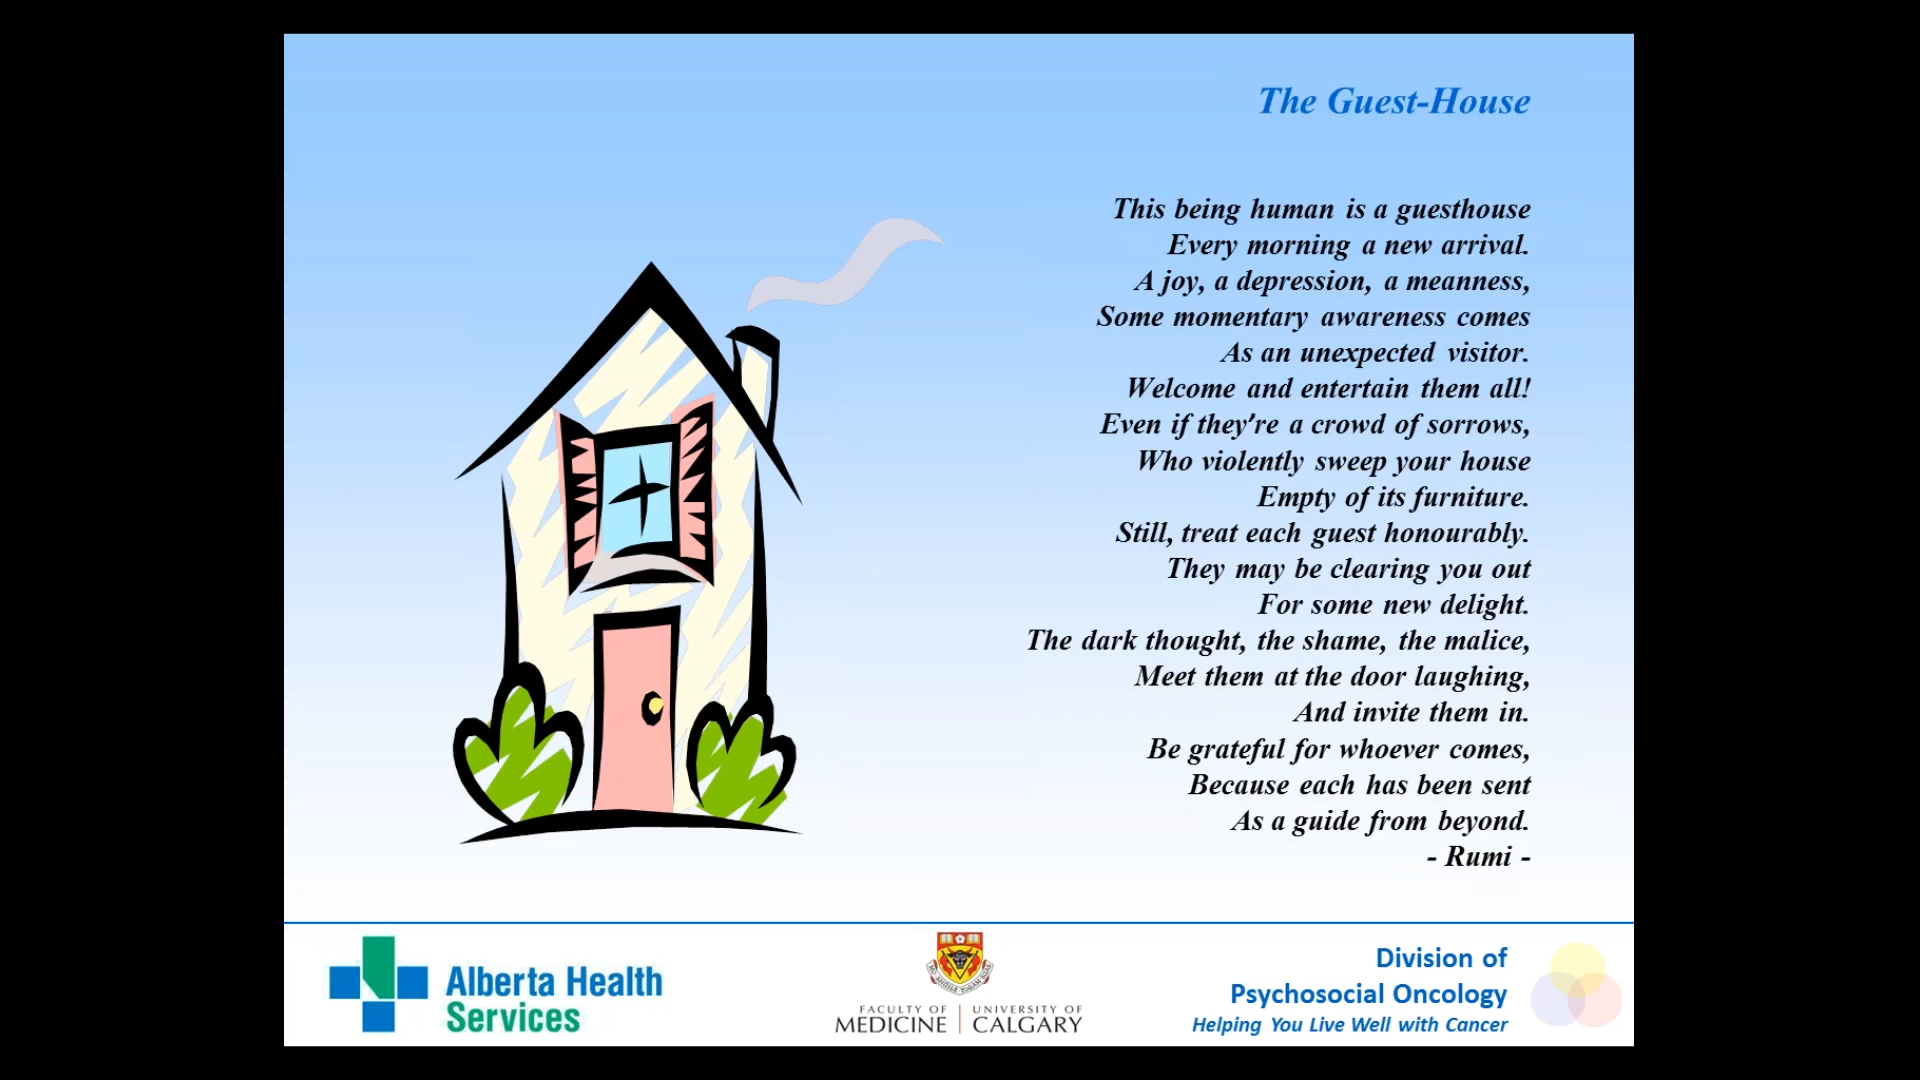 The Guest-House
This being human is a guesthouse
Every morning a new arrival.
A joy, a depression, a meanness,
Some momentary awareness comes
As an unexpected visitor.
Welcome and entertain them all!
Even if they're a crowd of sorrows,
Who violently sweep your house
Empty of its furniture.
Still, treat each guest honourably.
They may be clearing you out
For some new delight.
The dark thought, the shame, the malice,
Meet them at the door laughing,
And invite them in.
Be grateful for whoever comes,
Because each has been sent
As a guide from beyond.
- Rumi -
Alberta Health
Services
FACULTY OF
MEDICINE
UNIVERSITY OF
CALGARY
Division of
Psychosocial Oncology
Helping You Live Well with Cancer